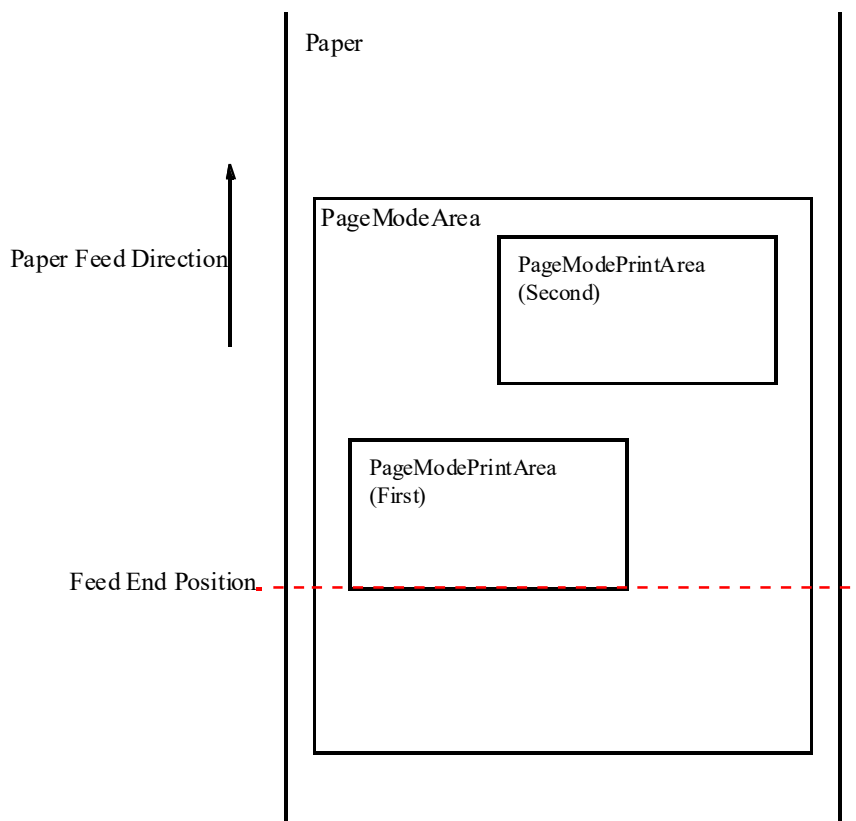 Paper
PageModeArea
Paper Feed Direction
PageModePrintArea
(Second)
PageModePrintArea
(First)
Feed End Position